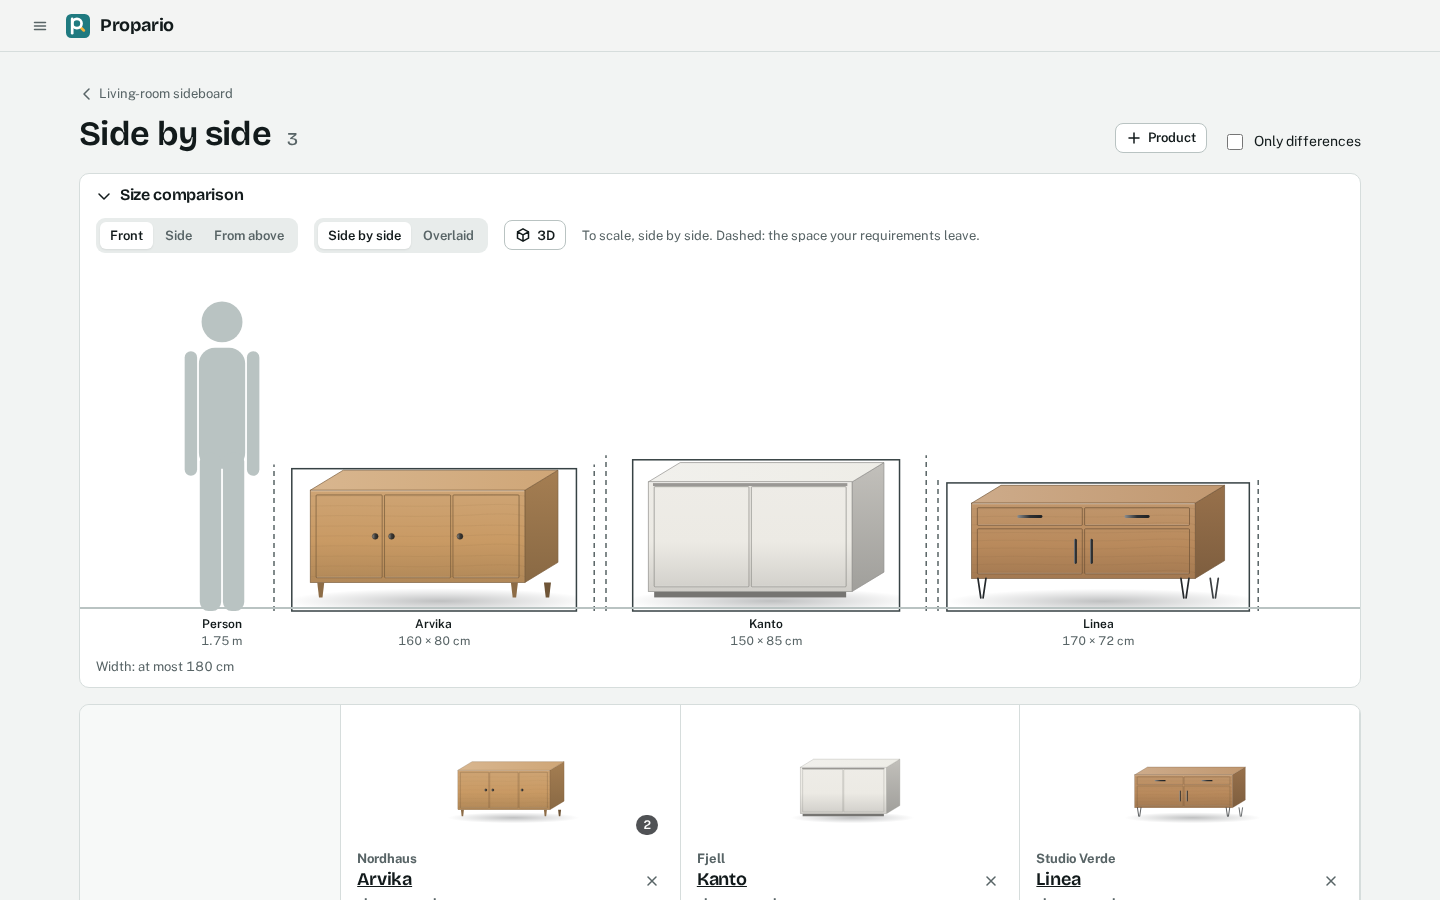 Propario
Living-room sideboard
Side by side 3
Product
Only differences
Size comparison
Front Side From above Side by side Overlaid 3D To scale, side by side. Dashed: the space your requirements leave.
Person Arvika Kanto Linea
1.75 m 160 × 80 cm 150 × 85 cm 170 × 72 cm
Width: at most 180 cm
2
Nordhaus Fjell Studio Verde
Arvika Kanto Linea